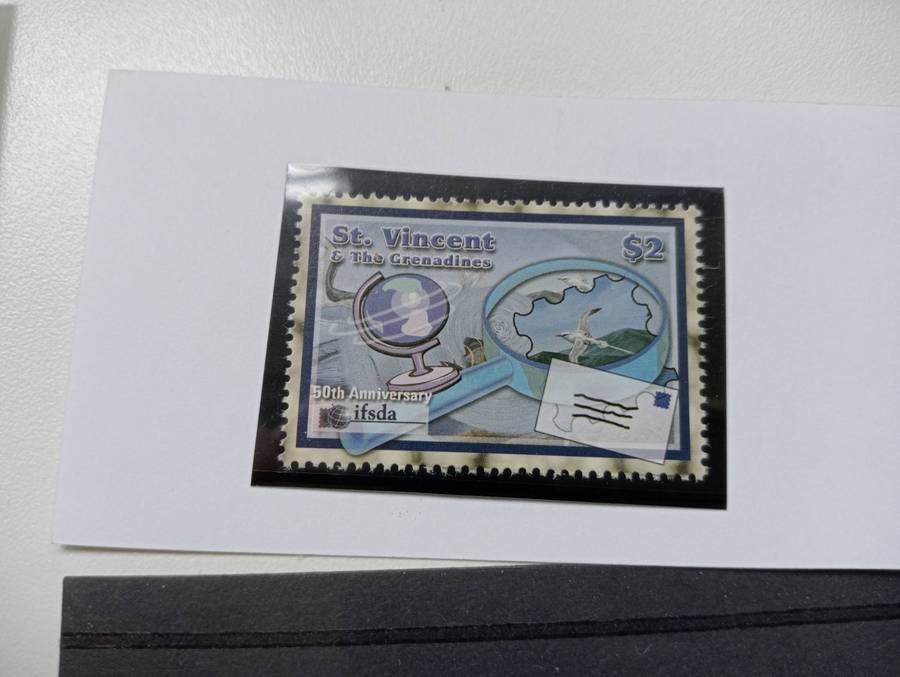 St. Vincent
& The Grenadines
$2
50th Anniversary
ifsda